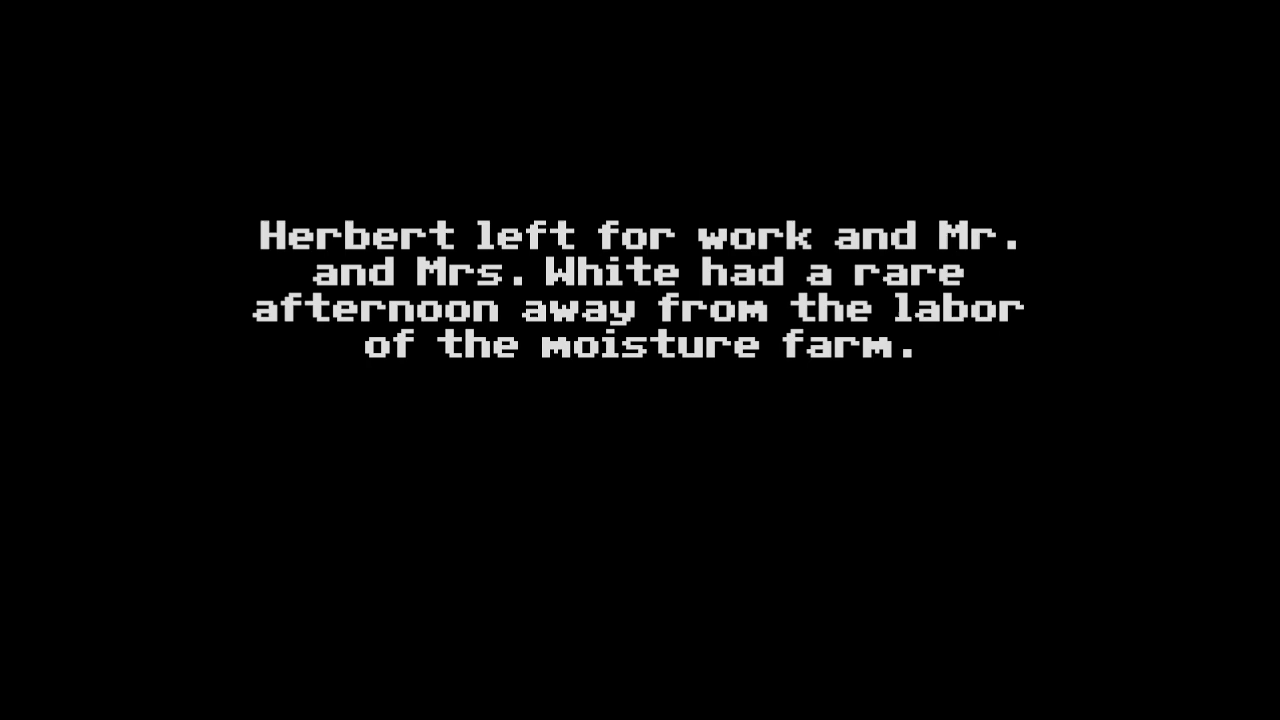 Herbert left for work and Mr.
and Mrs. White had a rare
afternoon away from the labor
of the moisture farm.